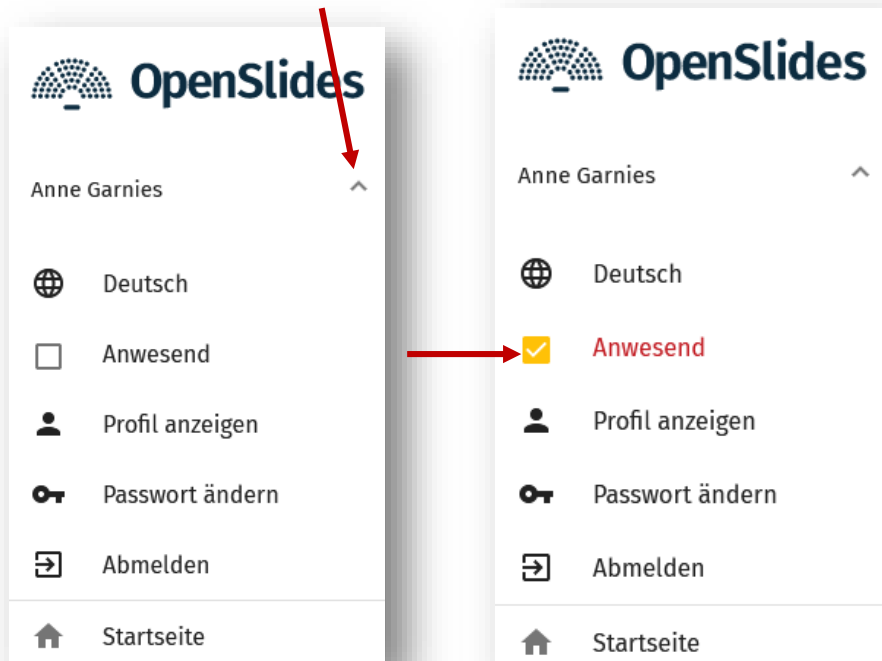 OpenSlides
Anne Garnies
Deutsch
Anwesend
Profil anzeigen
Passwort ändern
Abmelden
Startseite
OpenSlides
Anne Garnies
Deutsch
Anwesend
Profil anzeigen
Passwort ändern
Abmelden
Startseite